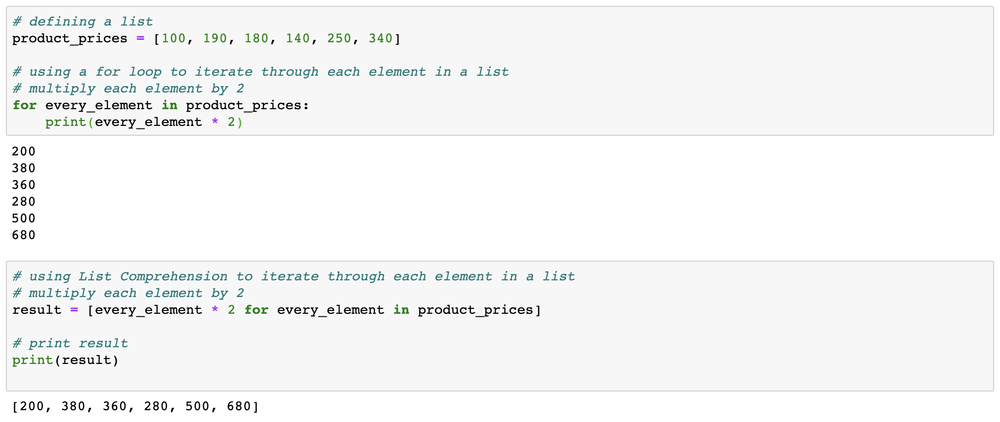 # defining a list
product_prices = [100, 190, 180, 140, 250, 340]
# using a for loop to iterate through each element in a list
# multiply each element by 2
for every_element in product_prices:
    print(every_element * 2)
200
380
360
280
500
680
# using List Comprehension to iterate through each element in a list
# multiply each element by 2
result = [every_element * 2 for every_element in product_prices]
# print result
print(result)
[200, 380, 360, 280, 500, 680]